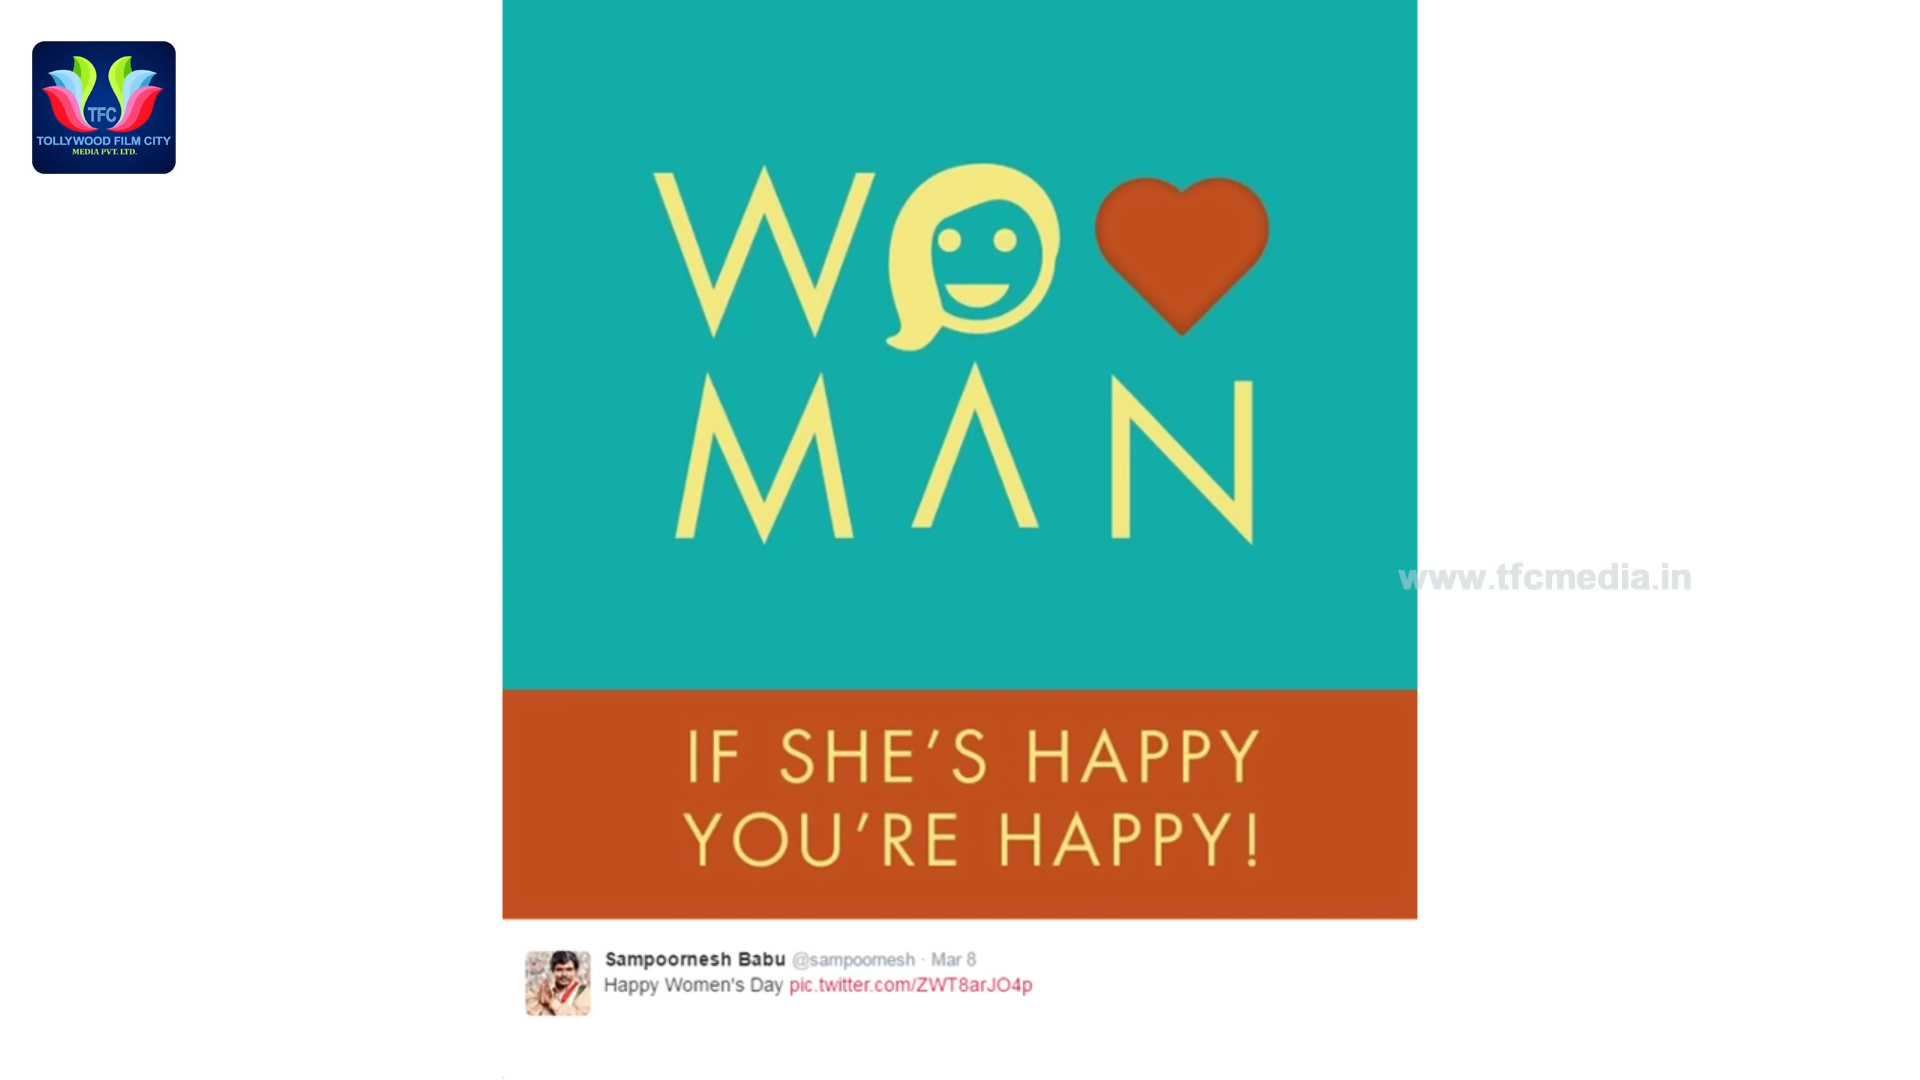 TFC
TOLLYWOOD FILM CITY
MEDIA PVT. LTD.
WO
MAN
www.tfcmedia.in
IF SHE'S HAPPY
YOU'RE HAPPY!
Sampoornesh Babu @sampoornesh · Mar 8
Happy Women's Day pic.twitter.com/ZWT8arJO4p